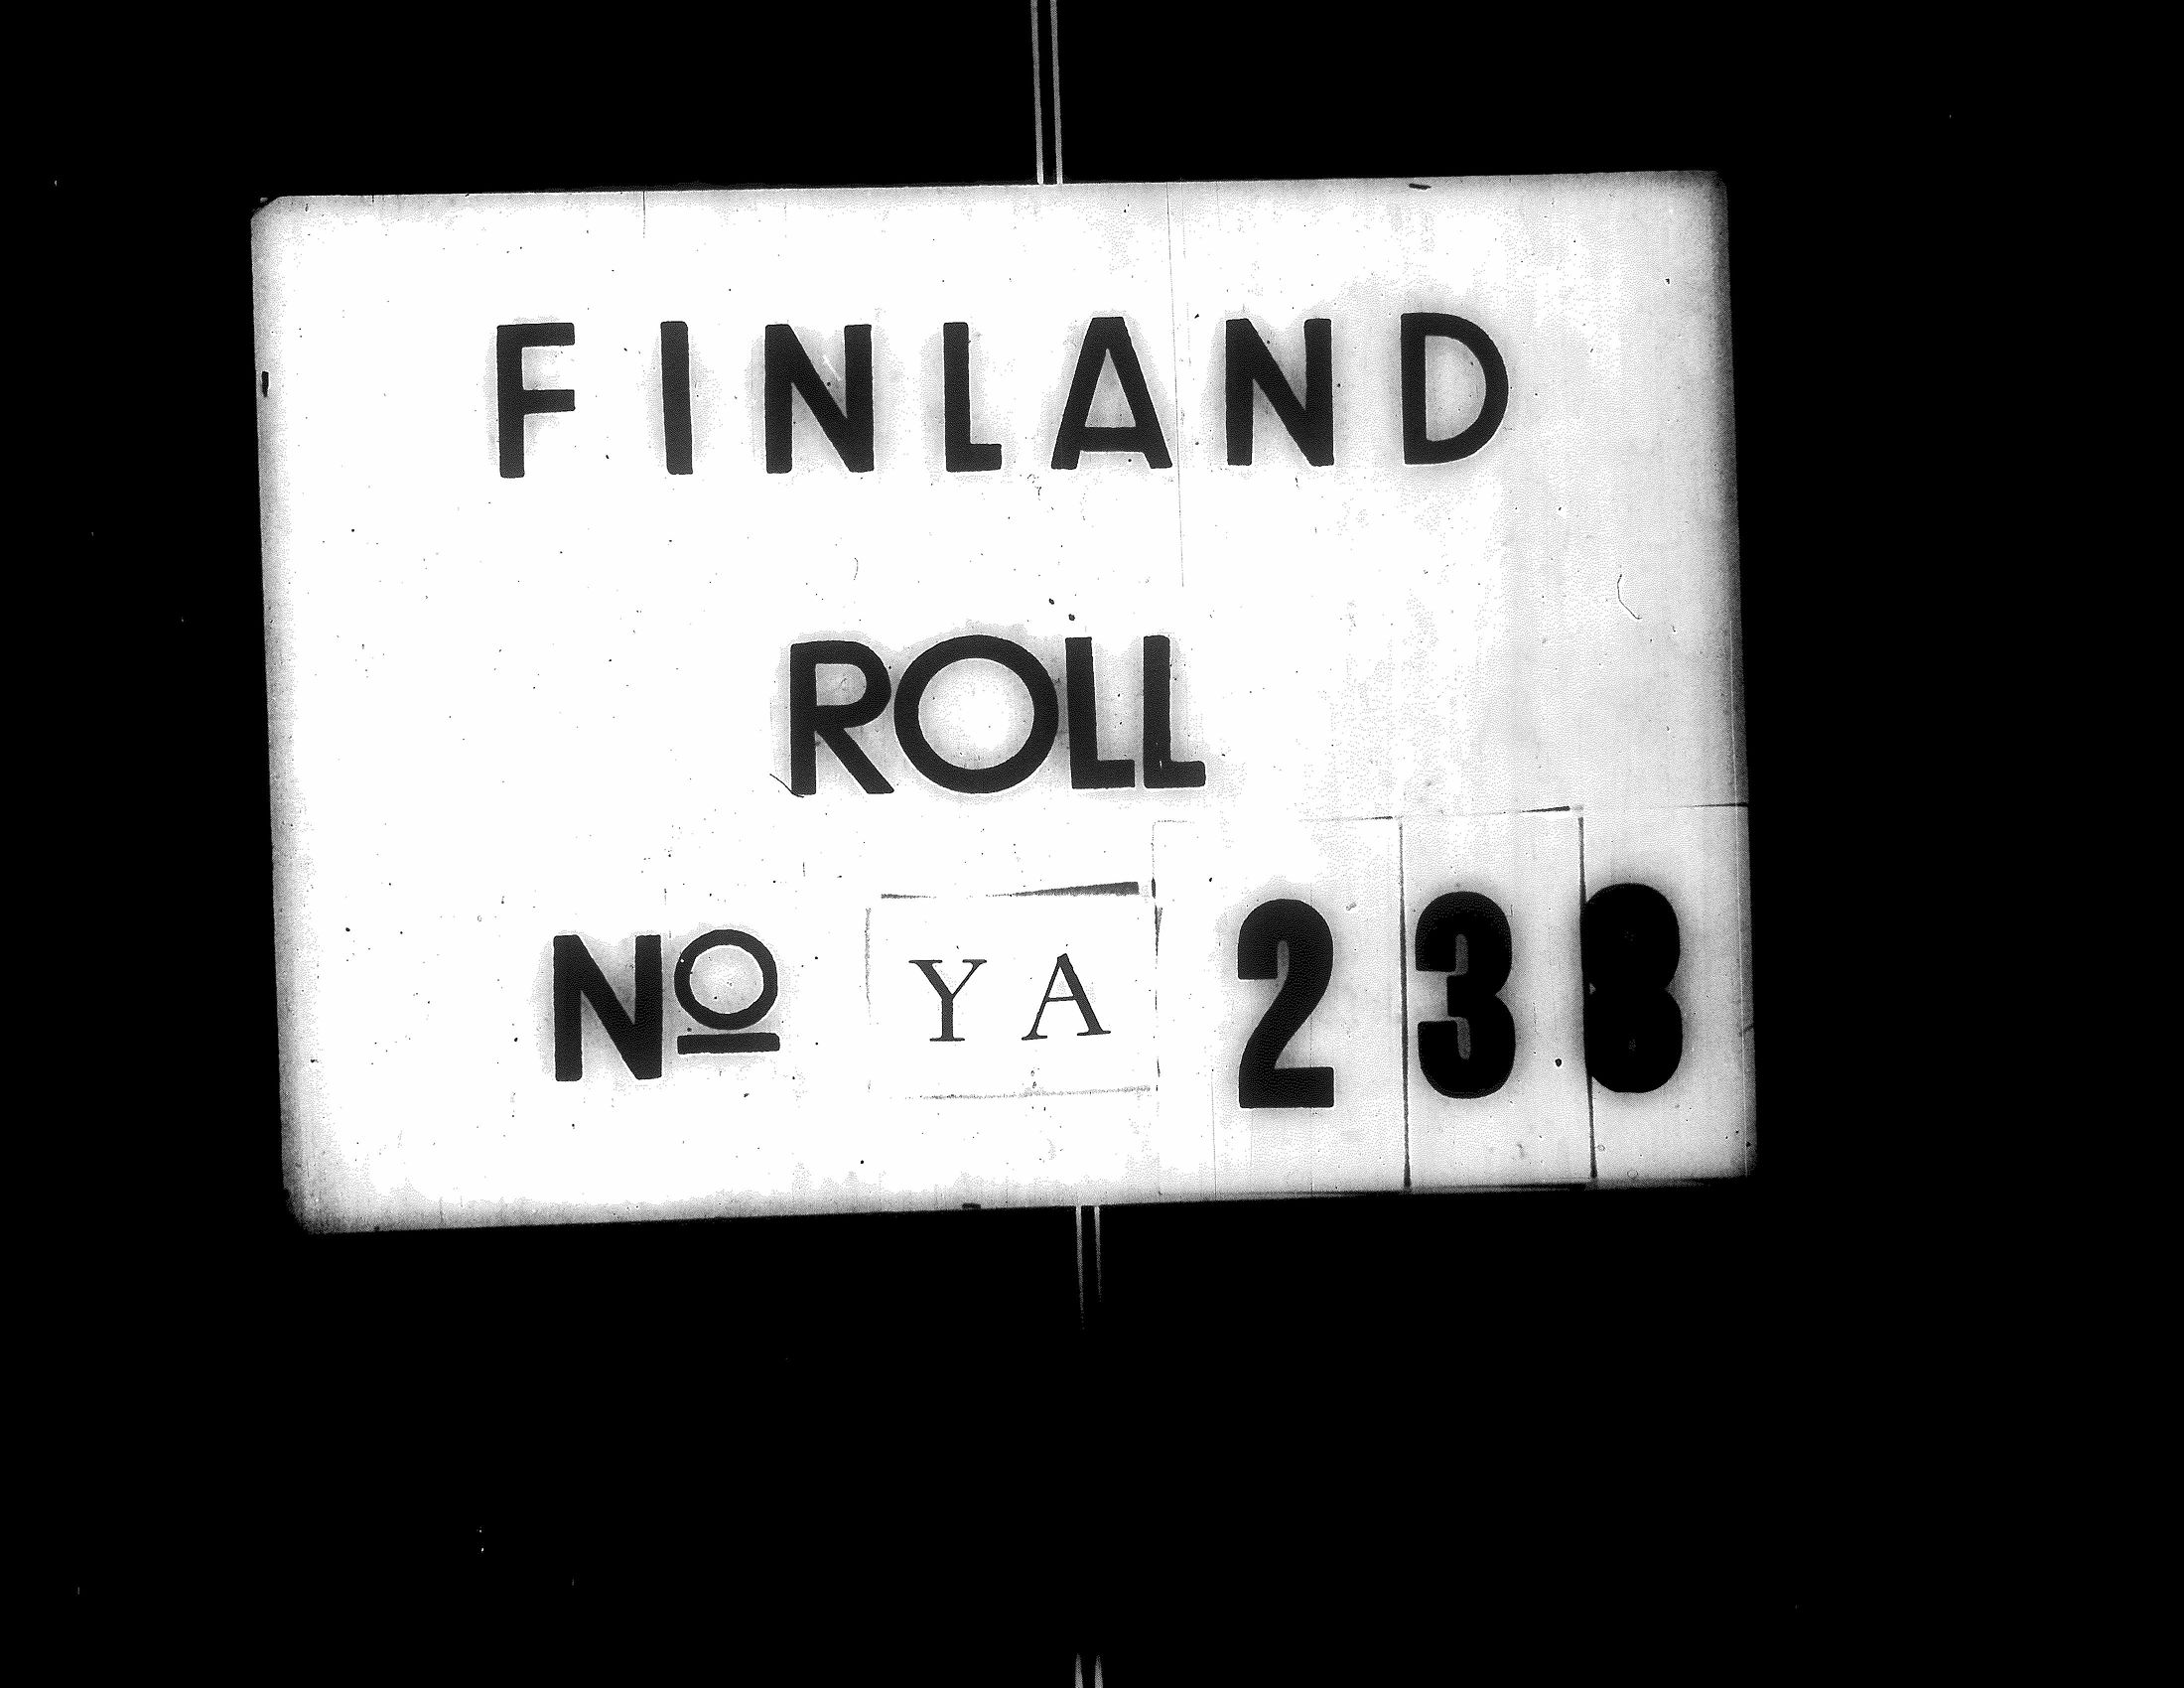 FINLAND
ROLL
Nº YA 238